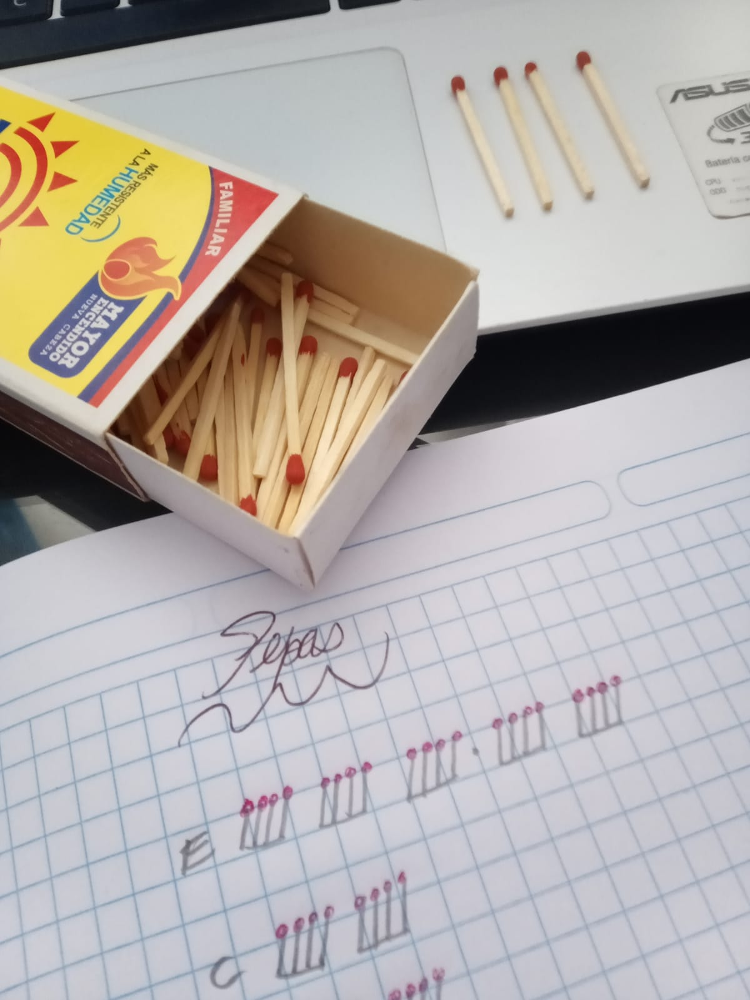 ASUS
Batería
CPU
ODD
FAMILIAR
MÁS RESISTENTE
A LA HUMEDAD
MAYOR
ENCENDIDO
NUEVA CABEZA
Pepas
E
C